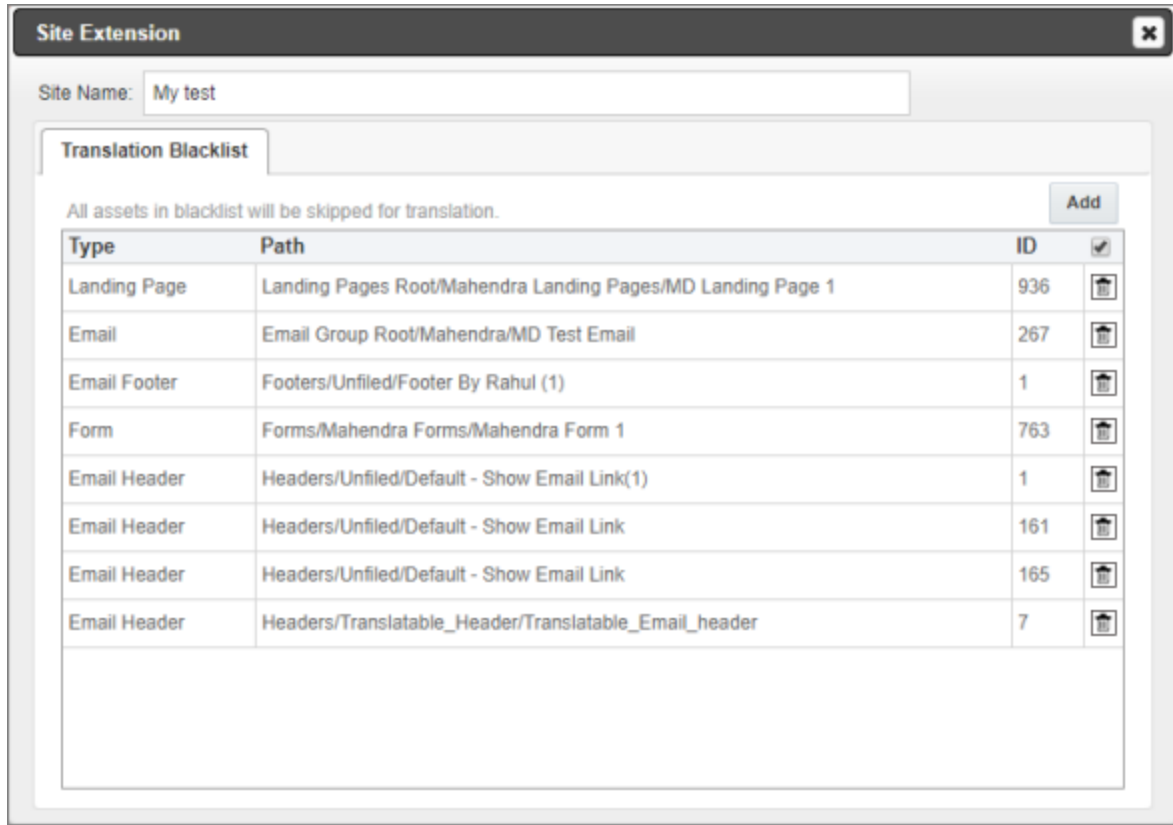 Site Extension
Site Name: My test
Translation Blacklist
All assets in blacklist will be skipped for translation. Add
Type Path ID
Landing Page Landing Pages Root/Mahendra Landing Pages/MD Landing Page 1 936
Email Email Group Root/Mahendra/MD Test Email 267
Email Footer Footers/Unfiled/Footer By Rahul (1) 1
Form Forms/Mahendra Forms/Mahendra Form 1 763
Email Header Headers/Unfiled/Default - Show Email Link(1) 1
Email Header Headers/Unfiled/Default - Show Email Link 161
Email Header Headers/Unfiled/Default - Show Email Link 165
Email Header Headers/Translatable_Header/Translatable_Email_header 7